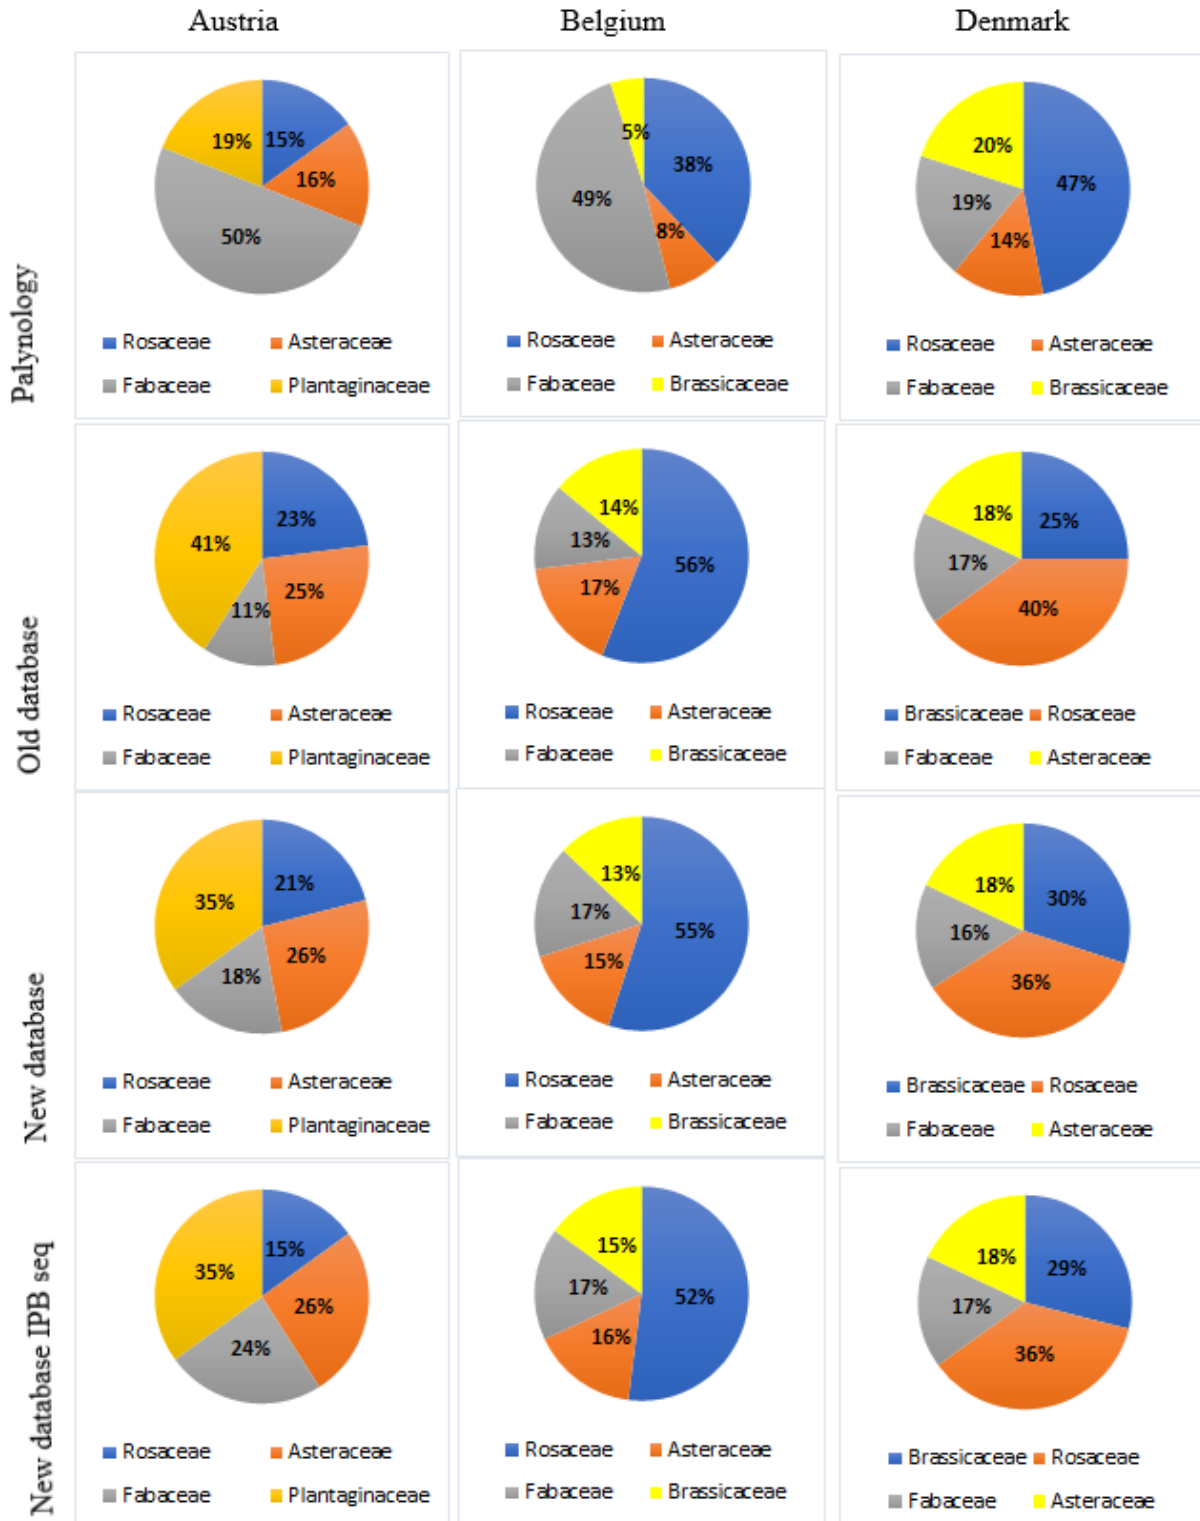 Austria Belgium Denmark
Palynology
19% 15%
16%
50%
Rosaceae Asteraceae
Fabaceae Plantaginaceae
5%
38%
49%
8%
Rosaceae Asteraceae
Fabaceae Brassicaceae
20%
47%
19%
14%
Rosaceae Asteraceae
Fabaceae Brassicaceae
Old database
23%
41%
25%
11%
Rosaceae Asteraceae
Fabaceae Plantaginaceae
14%
13%
56%
17%
Rosaceae Asteraceae
Fabaceae Brassicaceae
18% 25%
17%
40%
Brassicaceae Rosaceae
Fabaceae Asteraceae
New database
21%
35%
26%
18%
Rosaceae Asteraceae
Fabaceae Plantaginaceae
13%
17%
55%
15%
Rosaceae Asteraceae
Fabaceae Brassicaceae
18% 30%
16%
36%
Brassicaceae Rosaceae
Fabaceae Asteraceae
New database IPB seq
15%
35%
26%
24%
Rosaceae Asteraceae
Fabaceae Plantaginaceae
15%
17%
52%
16%
Rosaceae Asteraceae
Fabaceae Brassicaceae
18%
29%
17%
36%
Brassicaceae Rosaceae
Fabaceae Asteraceae